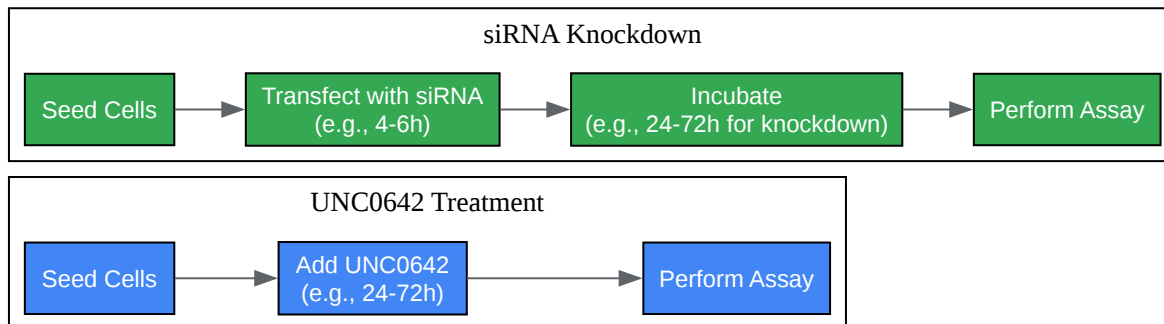 siRNA Knockdown
Seed Cells
Transfect with siRNA
(e.g., 4-6h)
Incubate
(e.g., 24-72h for knockdown)
Perform Assay
UNC0642 Treatment
Seed Cells
Add UNC0642
(e.g., 24-72h)
Perform Assay